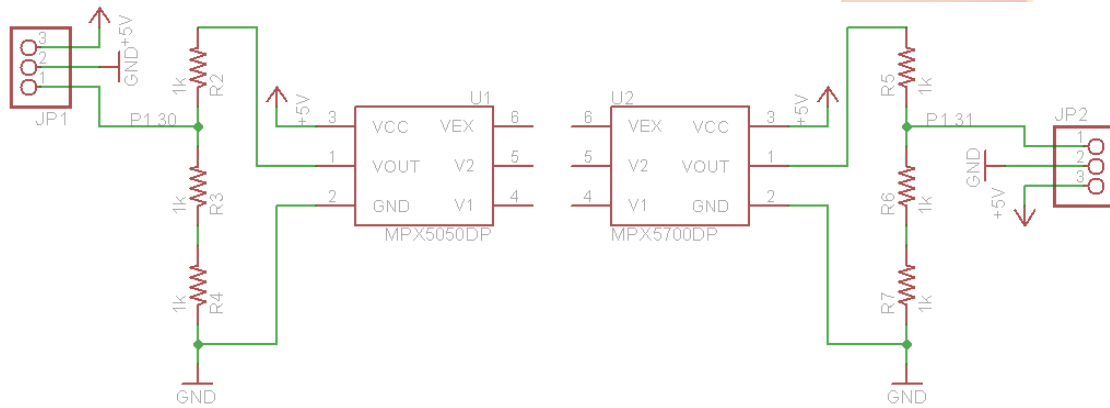 3
2
1
JP1
+5V
GND
P1.30
1k
R2
1k
R3
1k
R4
GND
+5V
U1
3
VCC
VEX
6
1
VOUT
V2
5
2
GND
V1
4
MPX5050DP
U2
6
VEX
VCC
3
5
V2
VOUT
1
4
V1
GND
2
MPX5700DP
+5V
R5
1k
P1.31
R6
1k
R7
1k
GND
JP2
1
2
3
GND
+5V